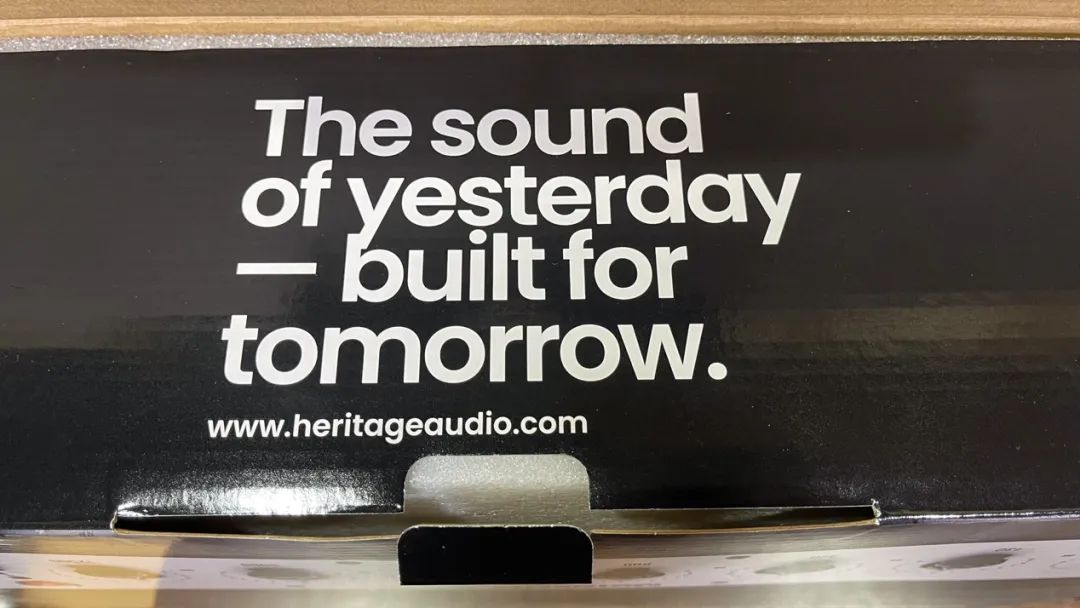 The sound
of yesterday
— built for
tomorrow.
www.heritageaudio.com